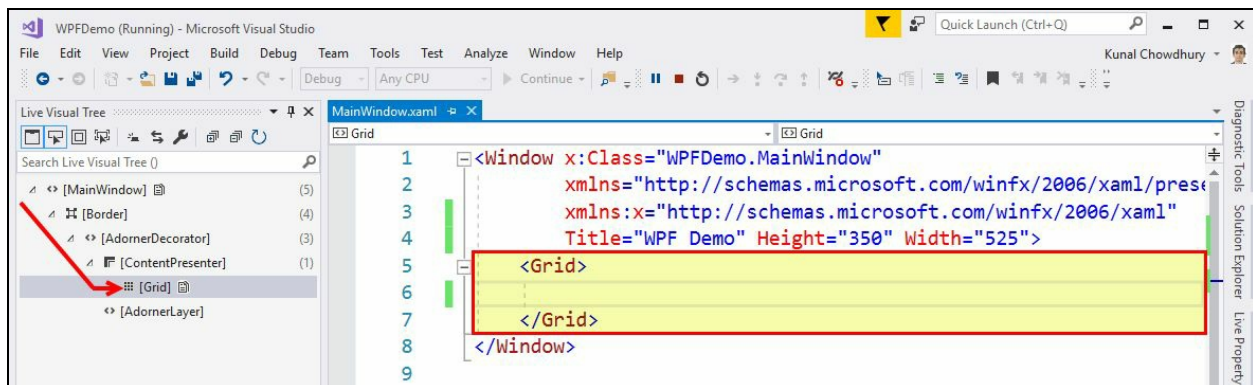 WPFDemo (Running) - Microsoft Visual Studio
Quick Launch (Ctrl+Q)
File Edit View Project Build Debug Team Tools Test Analyze Window Help
Kunal Chowdhury
Debug Any CPU Continue
Live Visual Tree
MainWindow.xaml
Grid Grid
Search Live Visual Tree ()
[MainWindow] (5)
[Border] (4)
[AdornerDecorator] (3)
[ContentPresenter] (1)
[Grid]
[AdornerLayer]
1 <Window x:Class="WPFDemo.MainWindow"
2 xmlns="http://schemas.microsoft.com/winfx/2006/xaml/prese
3 xmlns:x="http://schemas.microsoft.com/winfx/2006/xaml"
4 Title="WPF Demo" Height="350" Width="525">
5 <Grid>
6
7 </Grid>
8 </Window>
9
Diagnostic Tools
Solution Explorer
Live Property